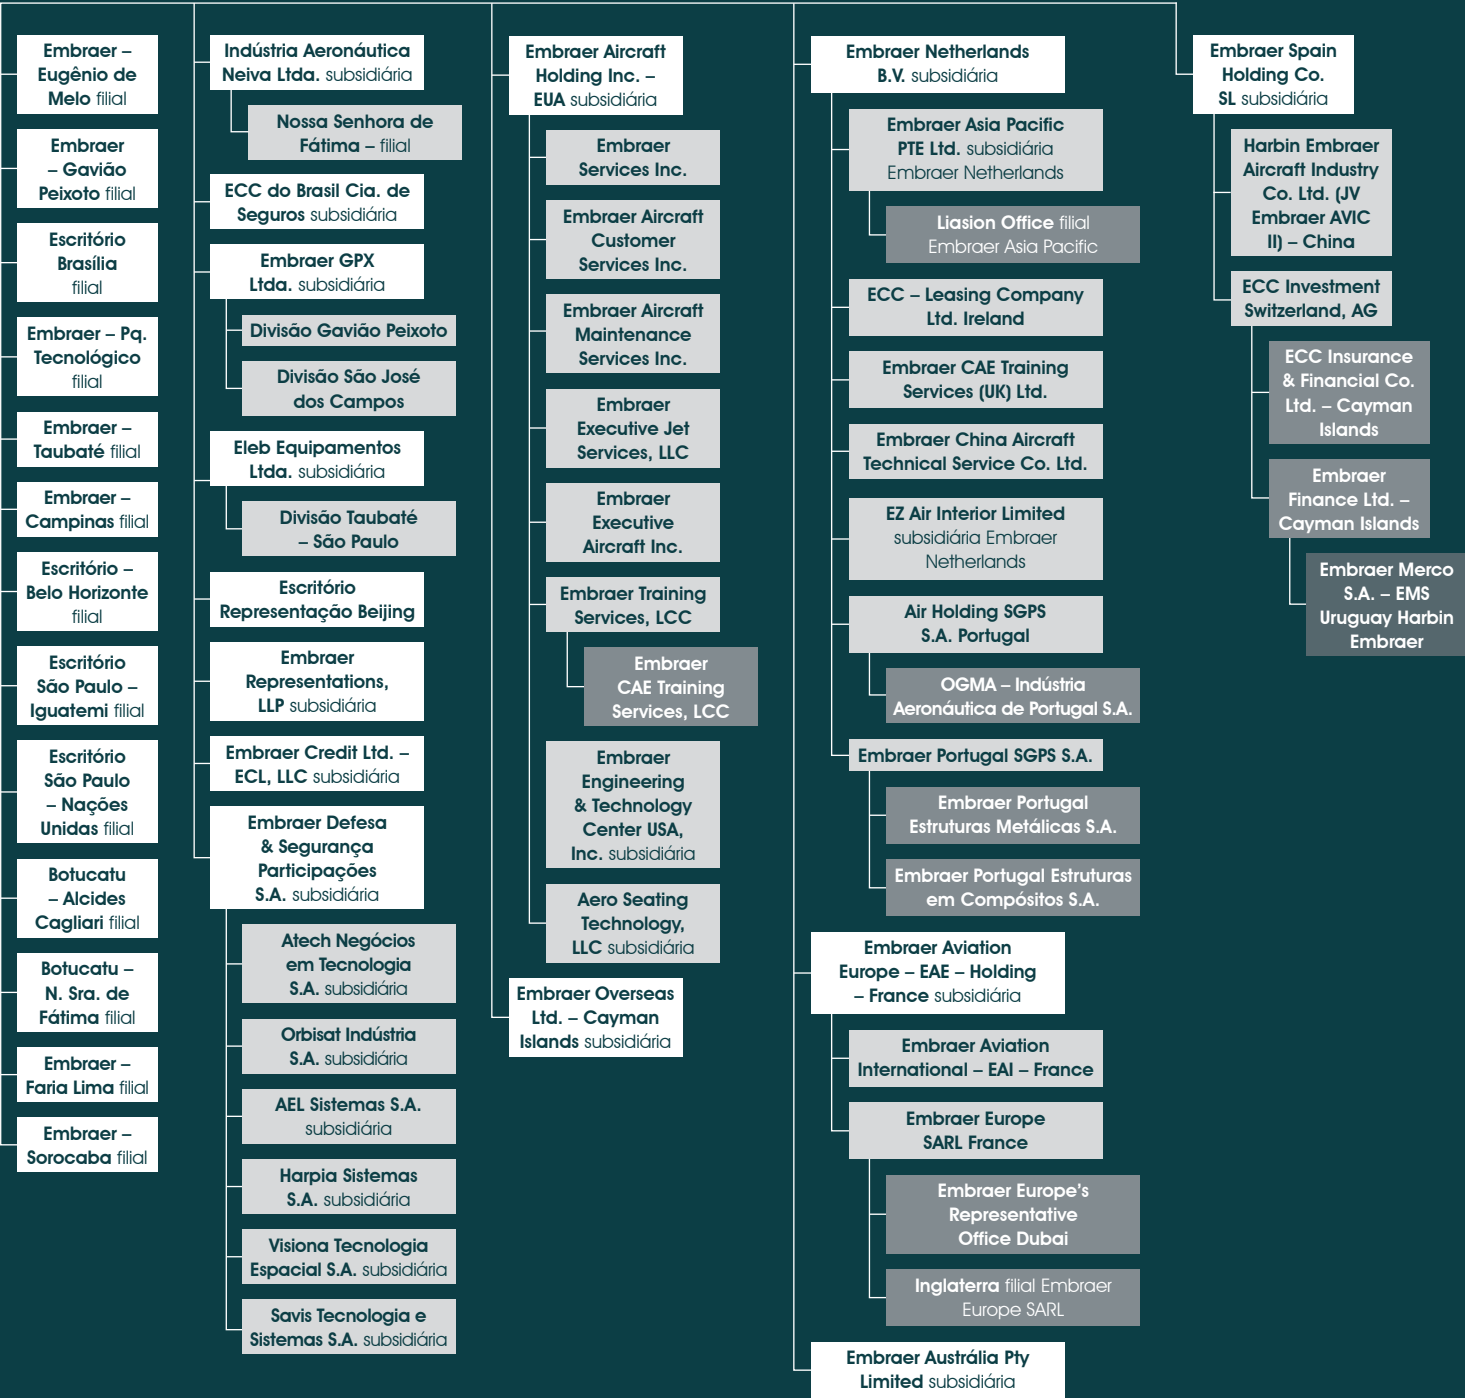 Embraer –
Eugênio de
Melo filial
Embraer
– Gavião
Peixoto filial
Escritório
Brasília
filial
Embraer – Pq.
Tecnológico
filial
Embraer –
Taubaté filial
Embraer –
Campinas filial
Escritório –
Belo Horizonte
filial
Escritório
São Paulo –
Iguatemi filial
Escritório
São Paulo
– Nações
Unidas filial
Botucatu
– Alcides
Cagliari filial
Botucatu –
N. Sra. de
Fátima filial
Embraer –
Faria Lima filial
Embraer –
Sorocaba filial
Indústria Aeronáutica
Neiva Ltda. subsidiária
Nossa Senhora de
Fátima – filial
ECC do Brasil Cia. de
Seguros subsidiária
Embraer GPX
Ltda. subsidiária
Divisão Gavião Peixoto
Divisão São José
dos Campos
Eleb Equipamentos
Ltda. subsidiária
Divisão Taubaté
– São Paulo
Escritório
Representação Beijing
Embraer
Representations,
LLP subsidiária
Embraer Credit Ltd. –
ECL, LLC subsidiária
Embraer Defesa
& Segurança
Participações
S.A. subsidiária
Atech Negócios
em Tecnologia
S.A. subsidiária
Orbisat Indústria
S.A. subsidiária
AEL Sistemas S.A.
subsidiária
Harpia Sistemas
S.A. subsidiária
Visiona Tecnologia
Espacial S.A. subsidiária
Savis Tecnologia e
Sistemas S.A. subsidiária
Embraer Aircraft
Holding Inc. –
EUA subsidiária
Embraer
Services Inc.
Embraer Aircraft
Customer
Services Inc.
Embraer Aircraft
Maintenance
Services Inc.
Embraer
Executive Jet
Services, LLC
Embraer
Executive
Aircraft Inc.
Embraer Training
Services, LCC
Embraer
CAE Training
Services, LCC
Embraer
Engineering
& Technology
Center USA,
Inc. subsidiária
Aero Seating
Technology,
LLC subsidiária
Embraer Overseas
Ltd. – Cayman
Islands subsidiária
Embraer Netherlands
B.V. subsidiária
Embraer Asia Pacific
PTE Ltd. subsidiária
Embraer Netherlands
Liasion Office filial
Embraer Asia Pacific
ECC – Leasing Company
Ltd. Ireland
Embraer CAE Training
Services (UK) Ltd.
Embraer China Aircraft
Technical Service Co. Ltd.
EZ Air Interior Limited
subsidiária Embraer
Netherlands
Air Holding SGPS
S.A. Portugal
OGMA – Indústria
Aeronáutica de Portugal S.A.
Embraer Portugal SGPS S.A.
Embraer Portugal
Estruturas Metálicas S.A.
Embraer Portugal Estruturas
em Compósitos S.A.
Embraer Aviation
Europe – EAE – Holding
– France subsidiária
Embraer Aviation
International – EAI – France
Embraer Europe
SARL France
Embraer Europe’s
Representative
Office Dubai
Inglaterra filial Embraer
Europe SARL
Embraer Austrália Pty
Limited subsidiária
Embraer Spain
Holding Co.
SL subsidiária
Harbin Embraer
Aircraft Industry
Co. Ltd. (JV
Embraer AVIC
II) – China
ECC Investment
Switzerland, AG
ECC Insurance
& Financial Co.
Ltd. – Cayman
Islands
Embraer
Finance Ltd. –
Cayman Islands
Embraer Merco
S.A. – EMS
Uruguay Harbin
Embraer